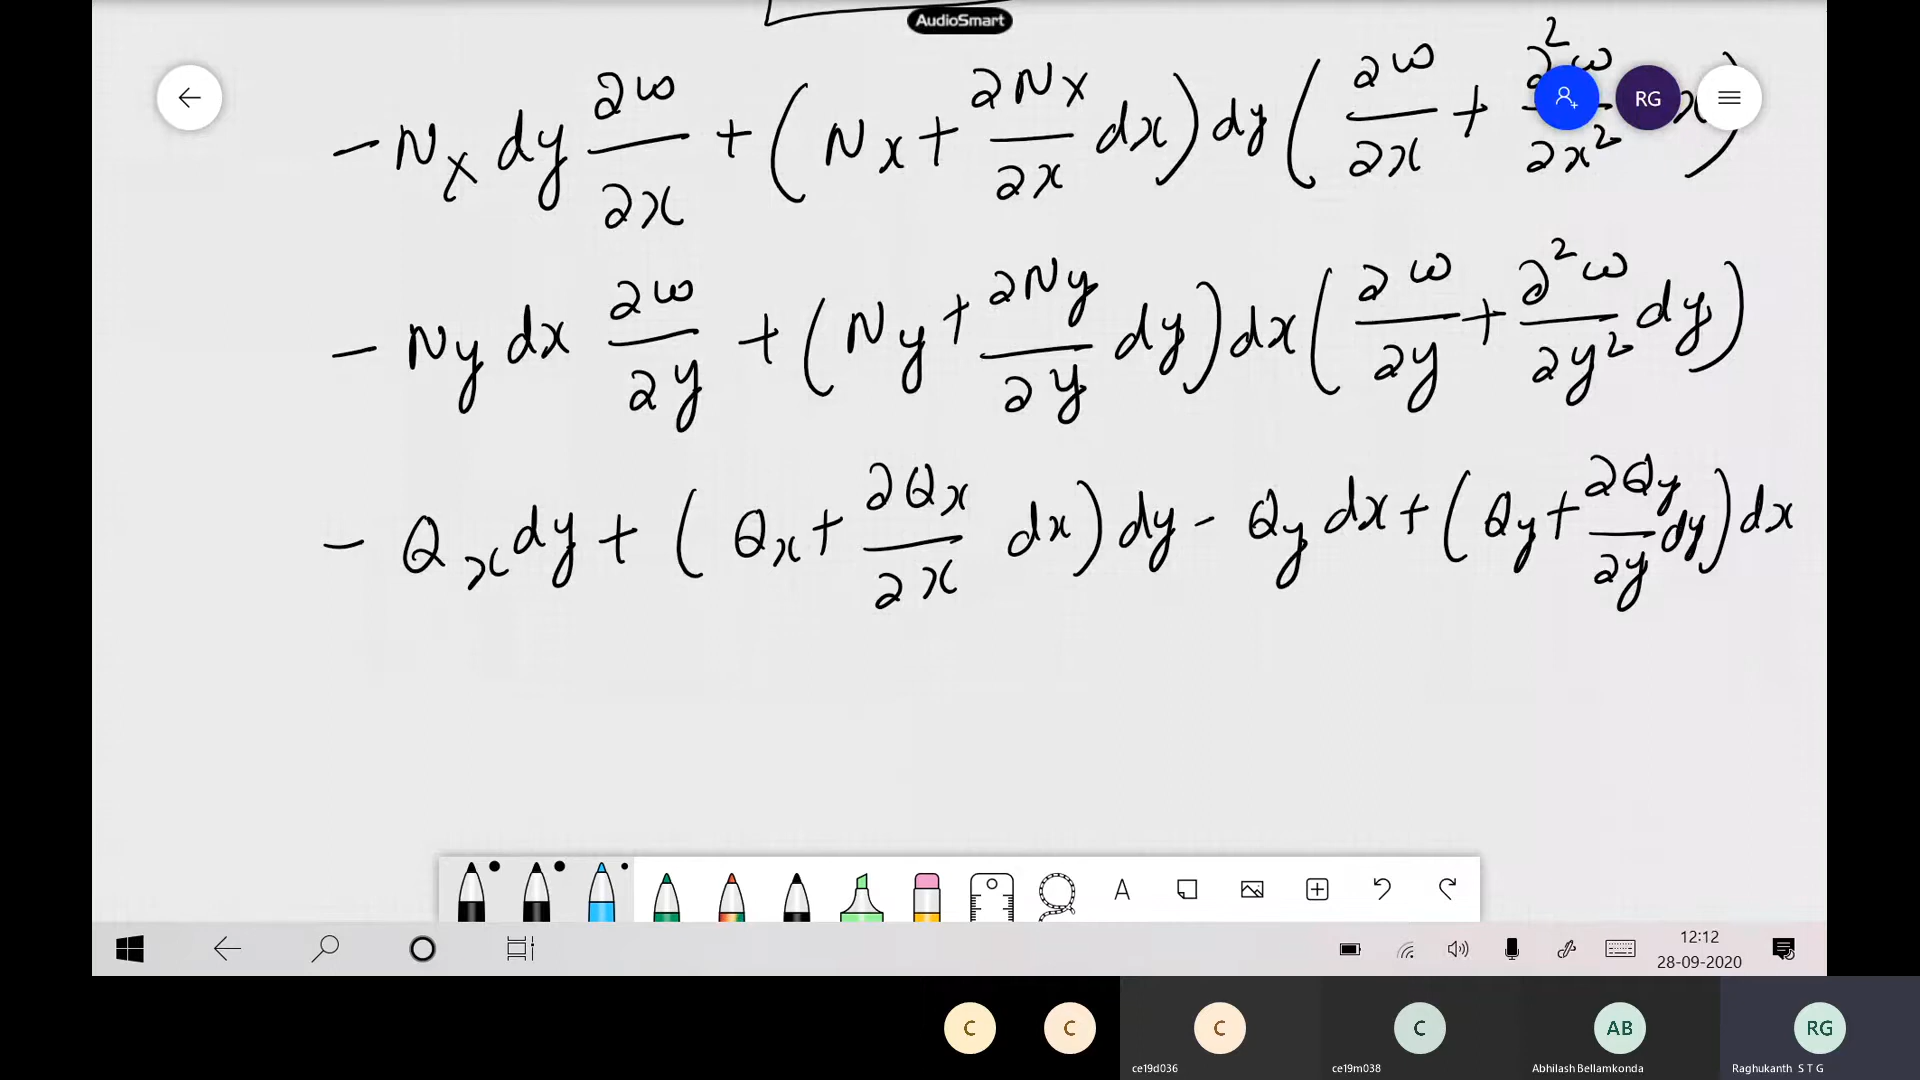 AudioSmart
- Nx dy ∂w/∂x + (Nx + ∂Nx/∂x dx) dy (∂w/∂x + ∂²w/∂x² x)
RG
- Ny dx ∂w/∂y + (Ny + ∂Ny/∂y dy) dx (∂w/∂y + ∂²w/∂y² dy)
- Qx dy + (Qx + ∂Qx/∂x dx) dy - Qy dx + (Qy + ∂Qy/∂y dy) dx
A
12:12
28-09-2020
C C C C AB RG
ce19d036 ce19m038 Abhilash Bellamkonda Raghukanth S T G